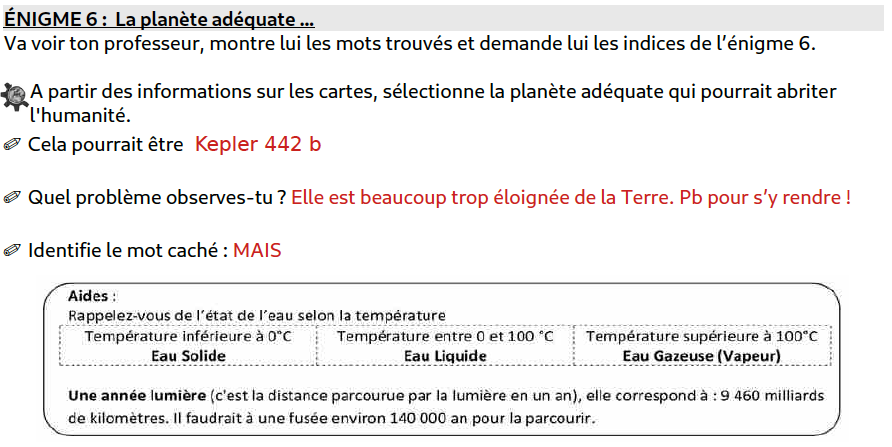 ÉNIGME 6 : La planète adéquate ...
Va voir ton professeur, montre lui les mots trouvés et demande lui les indices de l’énigme 6.
A partir des informations sur les cartes, sélectionne la planète adéquate qui pourrait abriter
l'humanité.
Cela pourrait être Kepler 442 b
Quel problème observes-tu ? Elle est beaucoup trop éloignée de la Terre. Pb pour s’y rendre !
Identifie le mot caché : MAIS
Aides :
Rappelez-vous de l’état de l’eau selon la température
Température inférieure à 0°C Température entre 0 et 100 °C Température supérieure à 100°C
Eau Solide Eau Liquide Eau Gazeuse (Vapeur)
Une année lumière (c'est la distance parcourue par la lumière en un an), elle correspond à : 9 460 milliards
de kilomètres. Il faudrait à une fusée environ 140 000 an pour la parcourir.